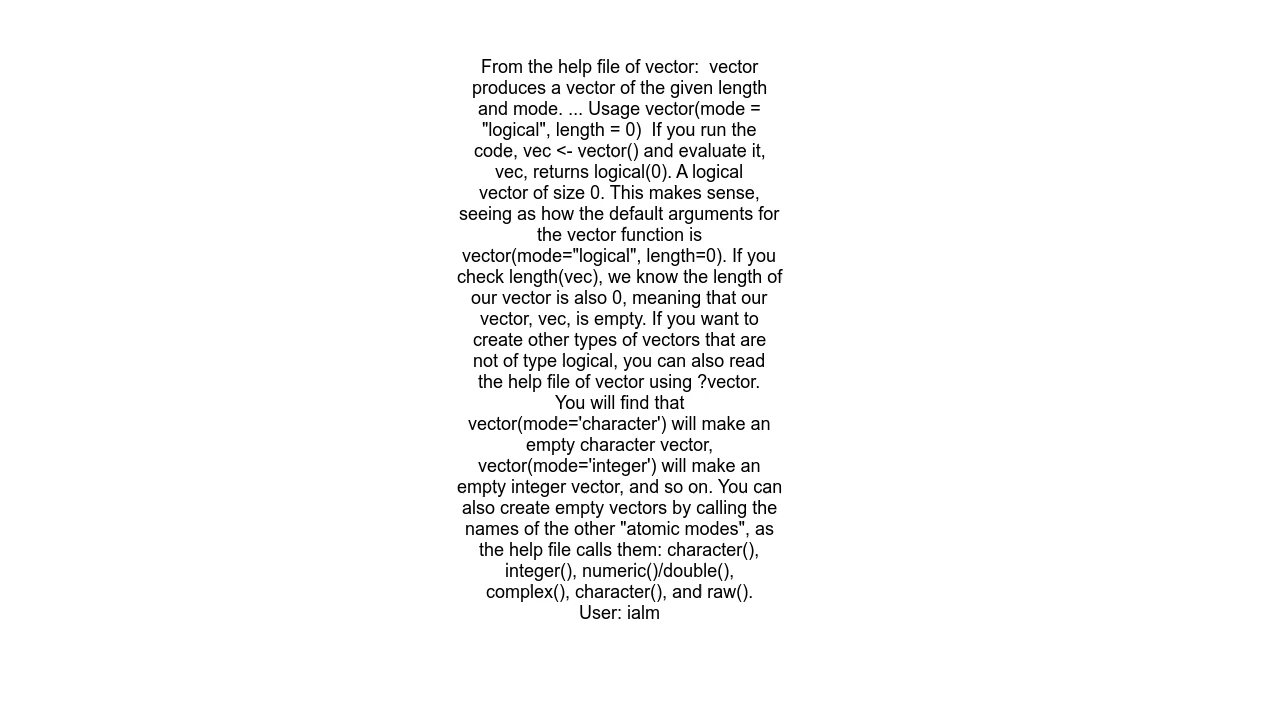 From the help file of vector:  vector
produces a vector of the given length
and mode. ... Usage vector(mode =
"logical", length = 0)  If you run the
code, vec <- vector() and evaluate it,
vec, returns logical(0). A logical
vector of size 0. This makes sense,
seeing as how the default arguments for
the vector function is
vector(mode="logical", length=0). If you
check length(vec), we know the length of
our vector is also 0, meaning that our
vector, vec, is empty. If you want to
create other types of vectors that are
not of type logical, you can also read
the help file of vector using ?vector.
You will find that
vector(mode='character') will make an
empty character vector,
vector(mode='integer') will make an
empty integer vector, and so on. You can
also create empty vectors by calling the
names of the other "atomic modes", as
the help file calls them: character(),
integer(), numeric()/double(),
complex(), character(), and raw().
User: ialm